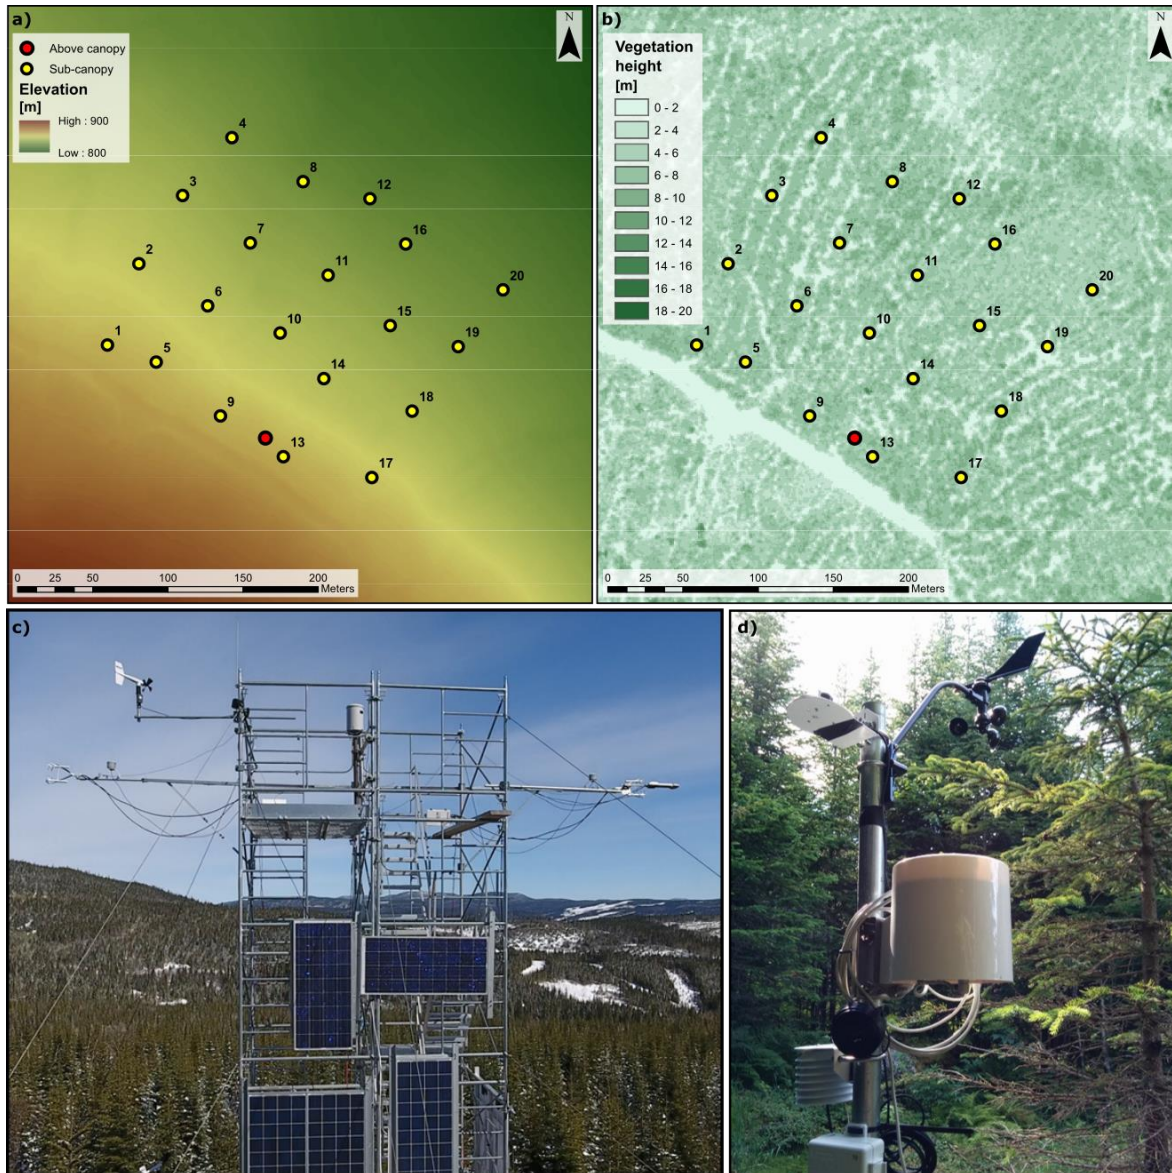 a)
N
Above canopy
Sub-canopy
Elevation
[m]
High : 900
Low : 800
4
8
3
12
7
16
2
11
20
6
15
10
1
19
5
14
18
9
13
17
0 25 50 100 150 200
Meters
b)
N
Vegetation
height
[m]
0 - 2
2 - 4
4 - 6
6 - 8
8 - 10
10 - 12
12 - 14
14 - 16
16 - 18
18 - 20
4
8
3
12
7
16
2
11
20
6
15
10
1
19
5
14
18
9
13
17
0 25 50 100 150 200
Meters
c)
d)